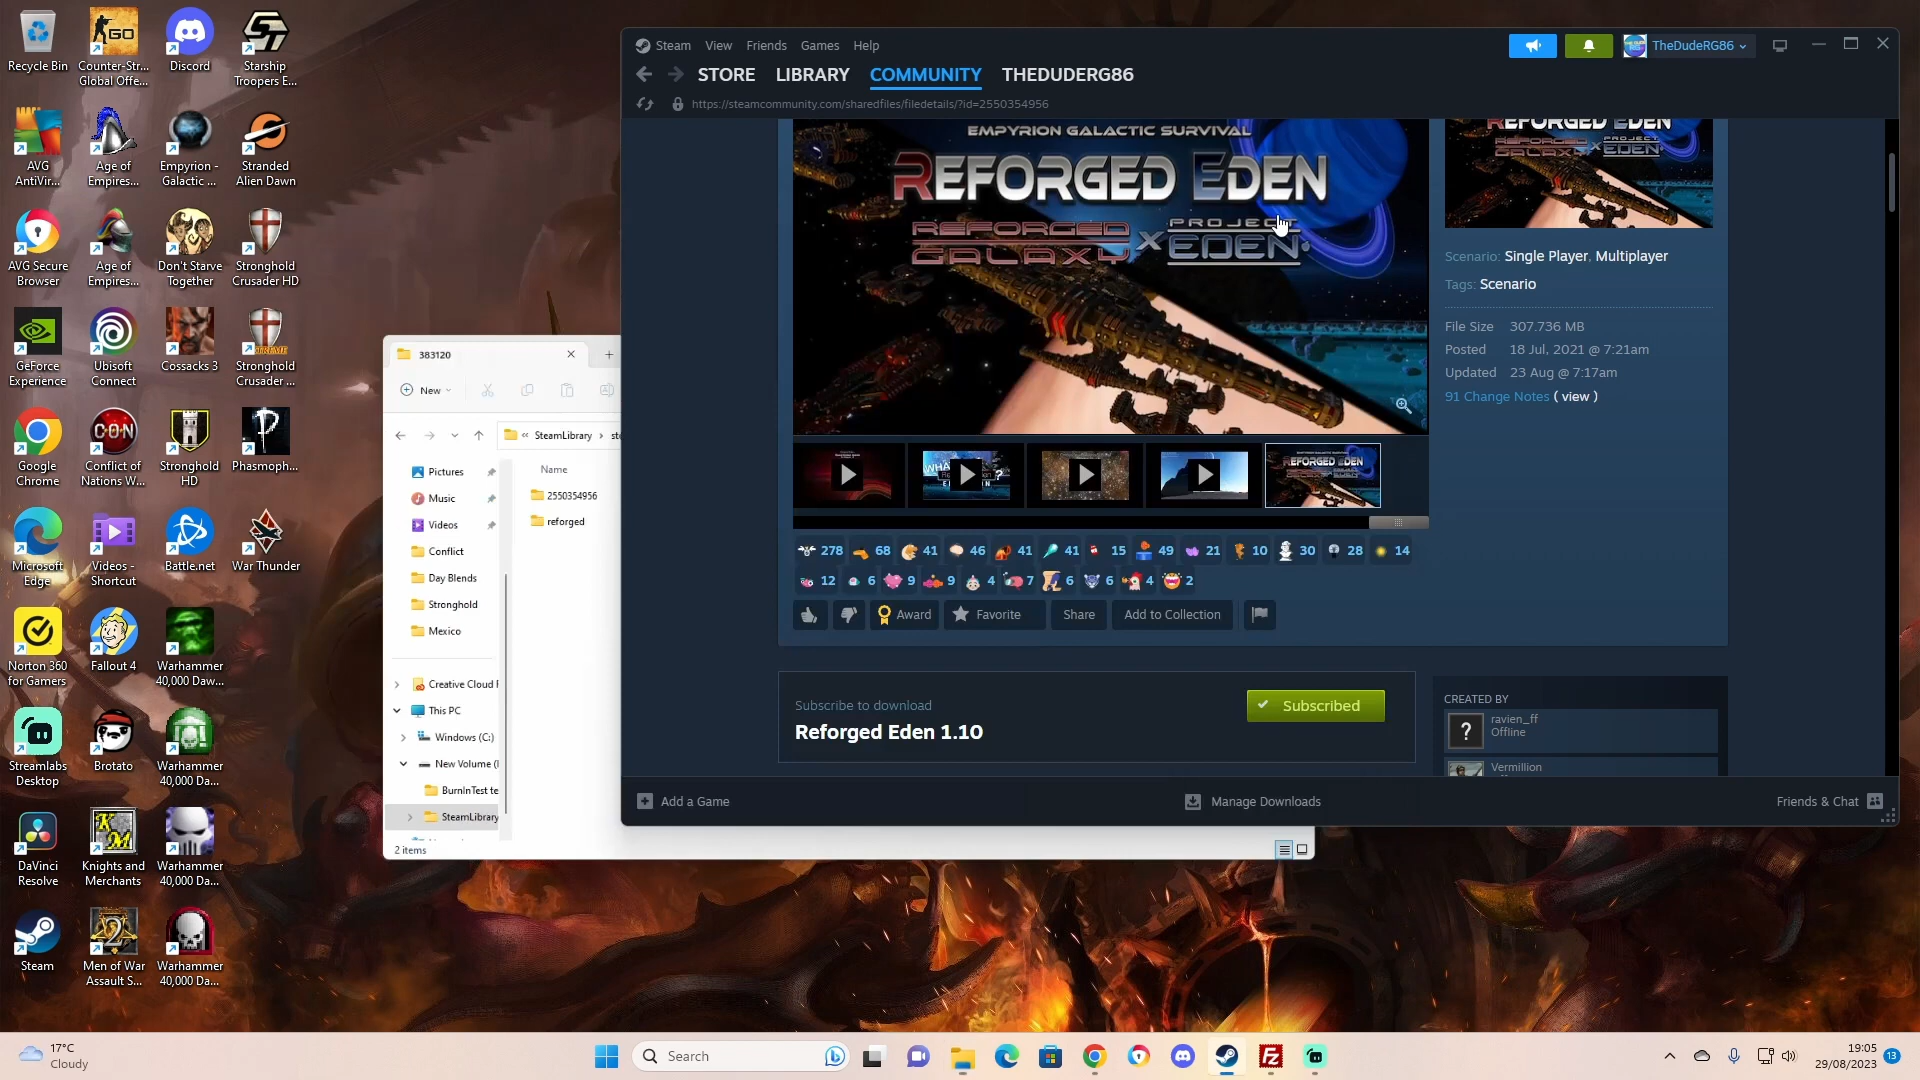 Recycle Bin
Counter-Str...
Global Offe...
Discord
Starship
Troopers E...
AVG
AntiVir...
Age of
Empires...
Empyrion -
Galactic ...
Stranded
Alien Dawn
AVG Secure
Browser
Age of
Empires...
Don't Starve
Together
Stronghold
Crusader HD
GeForce
Experience
Ubisoft
Connect
Cossacks 3
Stronghold
Crusader ...
Google
Chrome
Conflict of
Nations W...
Stronghold
HD
Phasmoph...
Microsoft
Edge
Videos -
Shortcut
Battle.net
War Thunder
Norton 360
for Gamers
Fallout 4
Warhammer
40,000 Daw...
Streamlabs
Desktop
Brotato
Warhammer
40,000 Da...
DaVinci
Resolve
Knights and
Merchants
Warhammer
40,000 Da...
Steam
Men of War
Assault S...
Warhammer
40,000 Da...
383120
New
SteamLibrary
Name
Pictures
Music
Videos
Conflict
Day Blends
Stronghold
Mexico
Creative Cloud F
This PC
Windows (C:)
New Volume (
BurnInTest te
SteamLibrary
2550354956
reforged
2 items
Steam View Friends Games Help
TheDudeRG86
STORE LIBRARY COMMUNITY THEDUDERG86
https://steamcommunity.com/sharedfiles/filedetails/?id=2550354956
EMPYRION GALACTIC SURVIVAL
REFORGED EDEN
REFORGED GALAXY X PROJECT EDEN
REFORGED EDEN
REFORGED GALAXY X PROJECT EDEN
Scenario: Single Player, Multiplayer
Tags: Scenario
File Size 307.736 MB
Posted 18 Jul, 2021 @ 7:21am
Updated 23 Aug @ 7:17am
91 Change Notes ( view )
278 68 41 46 41 41 15 49 21 10 30 28 14
12 6 9 9 4 7 6 6 4 2
Award Favorite Share Add to Collection
Subscribe to download
Reforged Eden 1.10
Subscribed
CREATED BY
ravien_ff
Offline
Vermillion
Add a Game
Manage Downloads
Friends & Chat
17°C
Cloudy
Search
19:05
29/08/2023
13